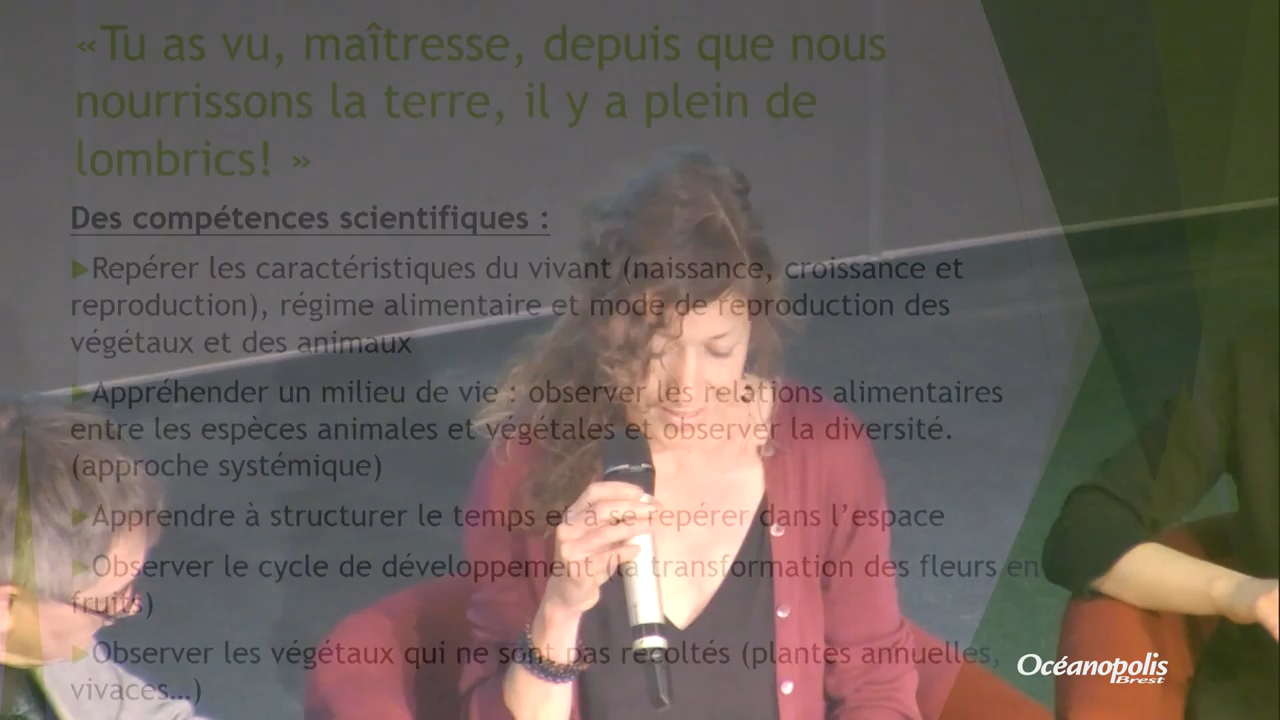 «Tu as vu, maîtresse, depuis que nous
nourrissons la terre, il y a plein de
lombrics! »
Des compétences scientifiques :
►Repérer les caractéristiques du vivant (naissance, croissance et
reproduction), régime alimentaire et mode de reproduction des
végétaux et des animaux
►Appréhender un milieu de vie : observer les relations alimentaires
entre les espèces animales et végétales et observer la diversité.
(approche systémique)
►Apprendre à structurer le temps et à se repérer dans l’espace
►Observer le cycle de développement (la transformation des fleurs en
fruits)
►Observer les végétaux qui ne sont pas récoltés (plantes annuelles,
vivaces…)
Océanopolis
Brest